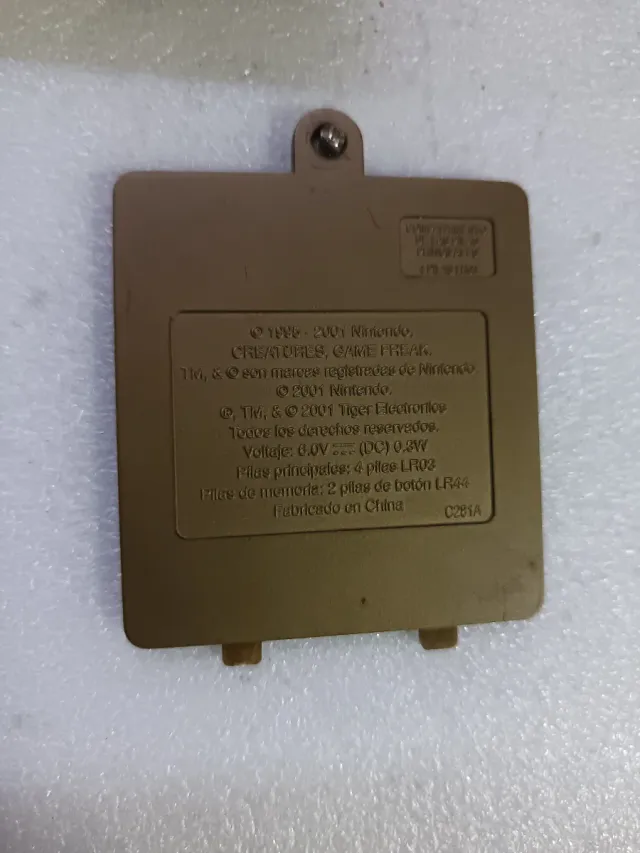 © 1995 - 2001 Nintendo,
CREATURES, GAME FREAK.
TM, & © son marcas registradas de Nintendo.
© 2001 Nintendo.
®, TM, & © 2001 Tiger Electronics
Todos los derechos reservados.
Voltaje: 6.0V (DC) 0.3W
Pilas principales: 4 pilas LR03
Pilas de memoria: 2 pilas de botón LR44
Fabricado en China
C281A